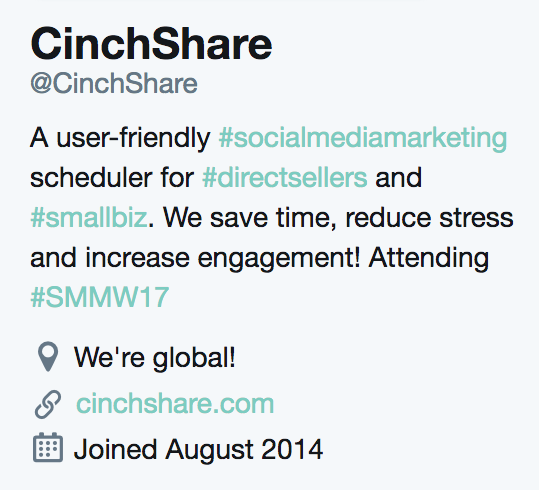 CinchShare
@CinchShare
A user-friendly #socialmediamarketing
scheduler for #directsellers and
#smallbiz. We save time, reduce stress
and increase engagement! Attending
#SMMW17
We're global!
cinchshare.com
Joined August 2014